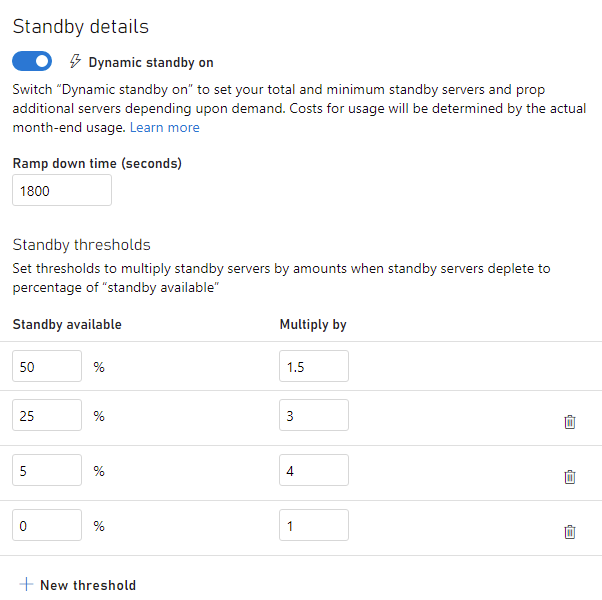 Standby details
Dynamic standby on
Switch "Dynamic standby on" to set your total and minimum standby servers and prop
additional servers depending upon demand. Costs for usage will be determined by the actual
month-end usage. Learn more
Ramp down time (seconds)
1800
Standby thresholds
Set thresholds to multiply standby servers by amounts when standby servers deplete to
percentage of "standby available"
Standby available Multiply by
50 % 1.5
25 % 3
5 % 4
0 % 1
+ New threshold